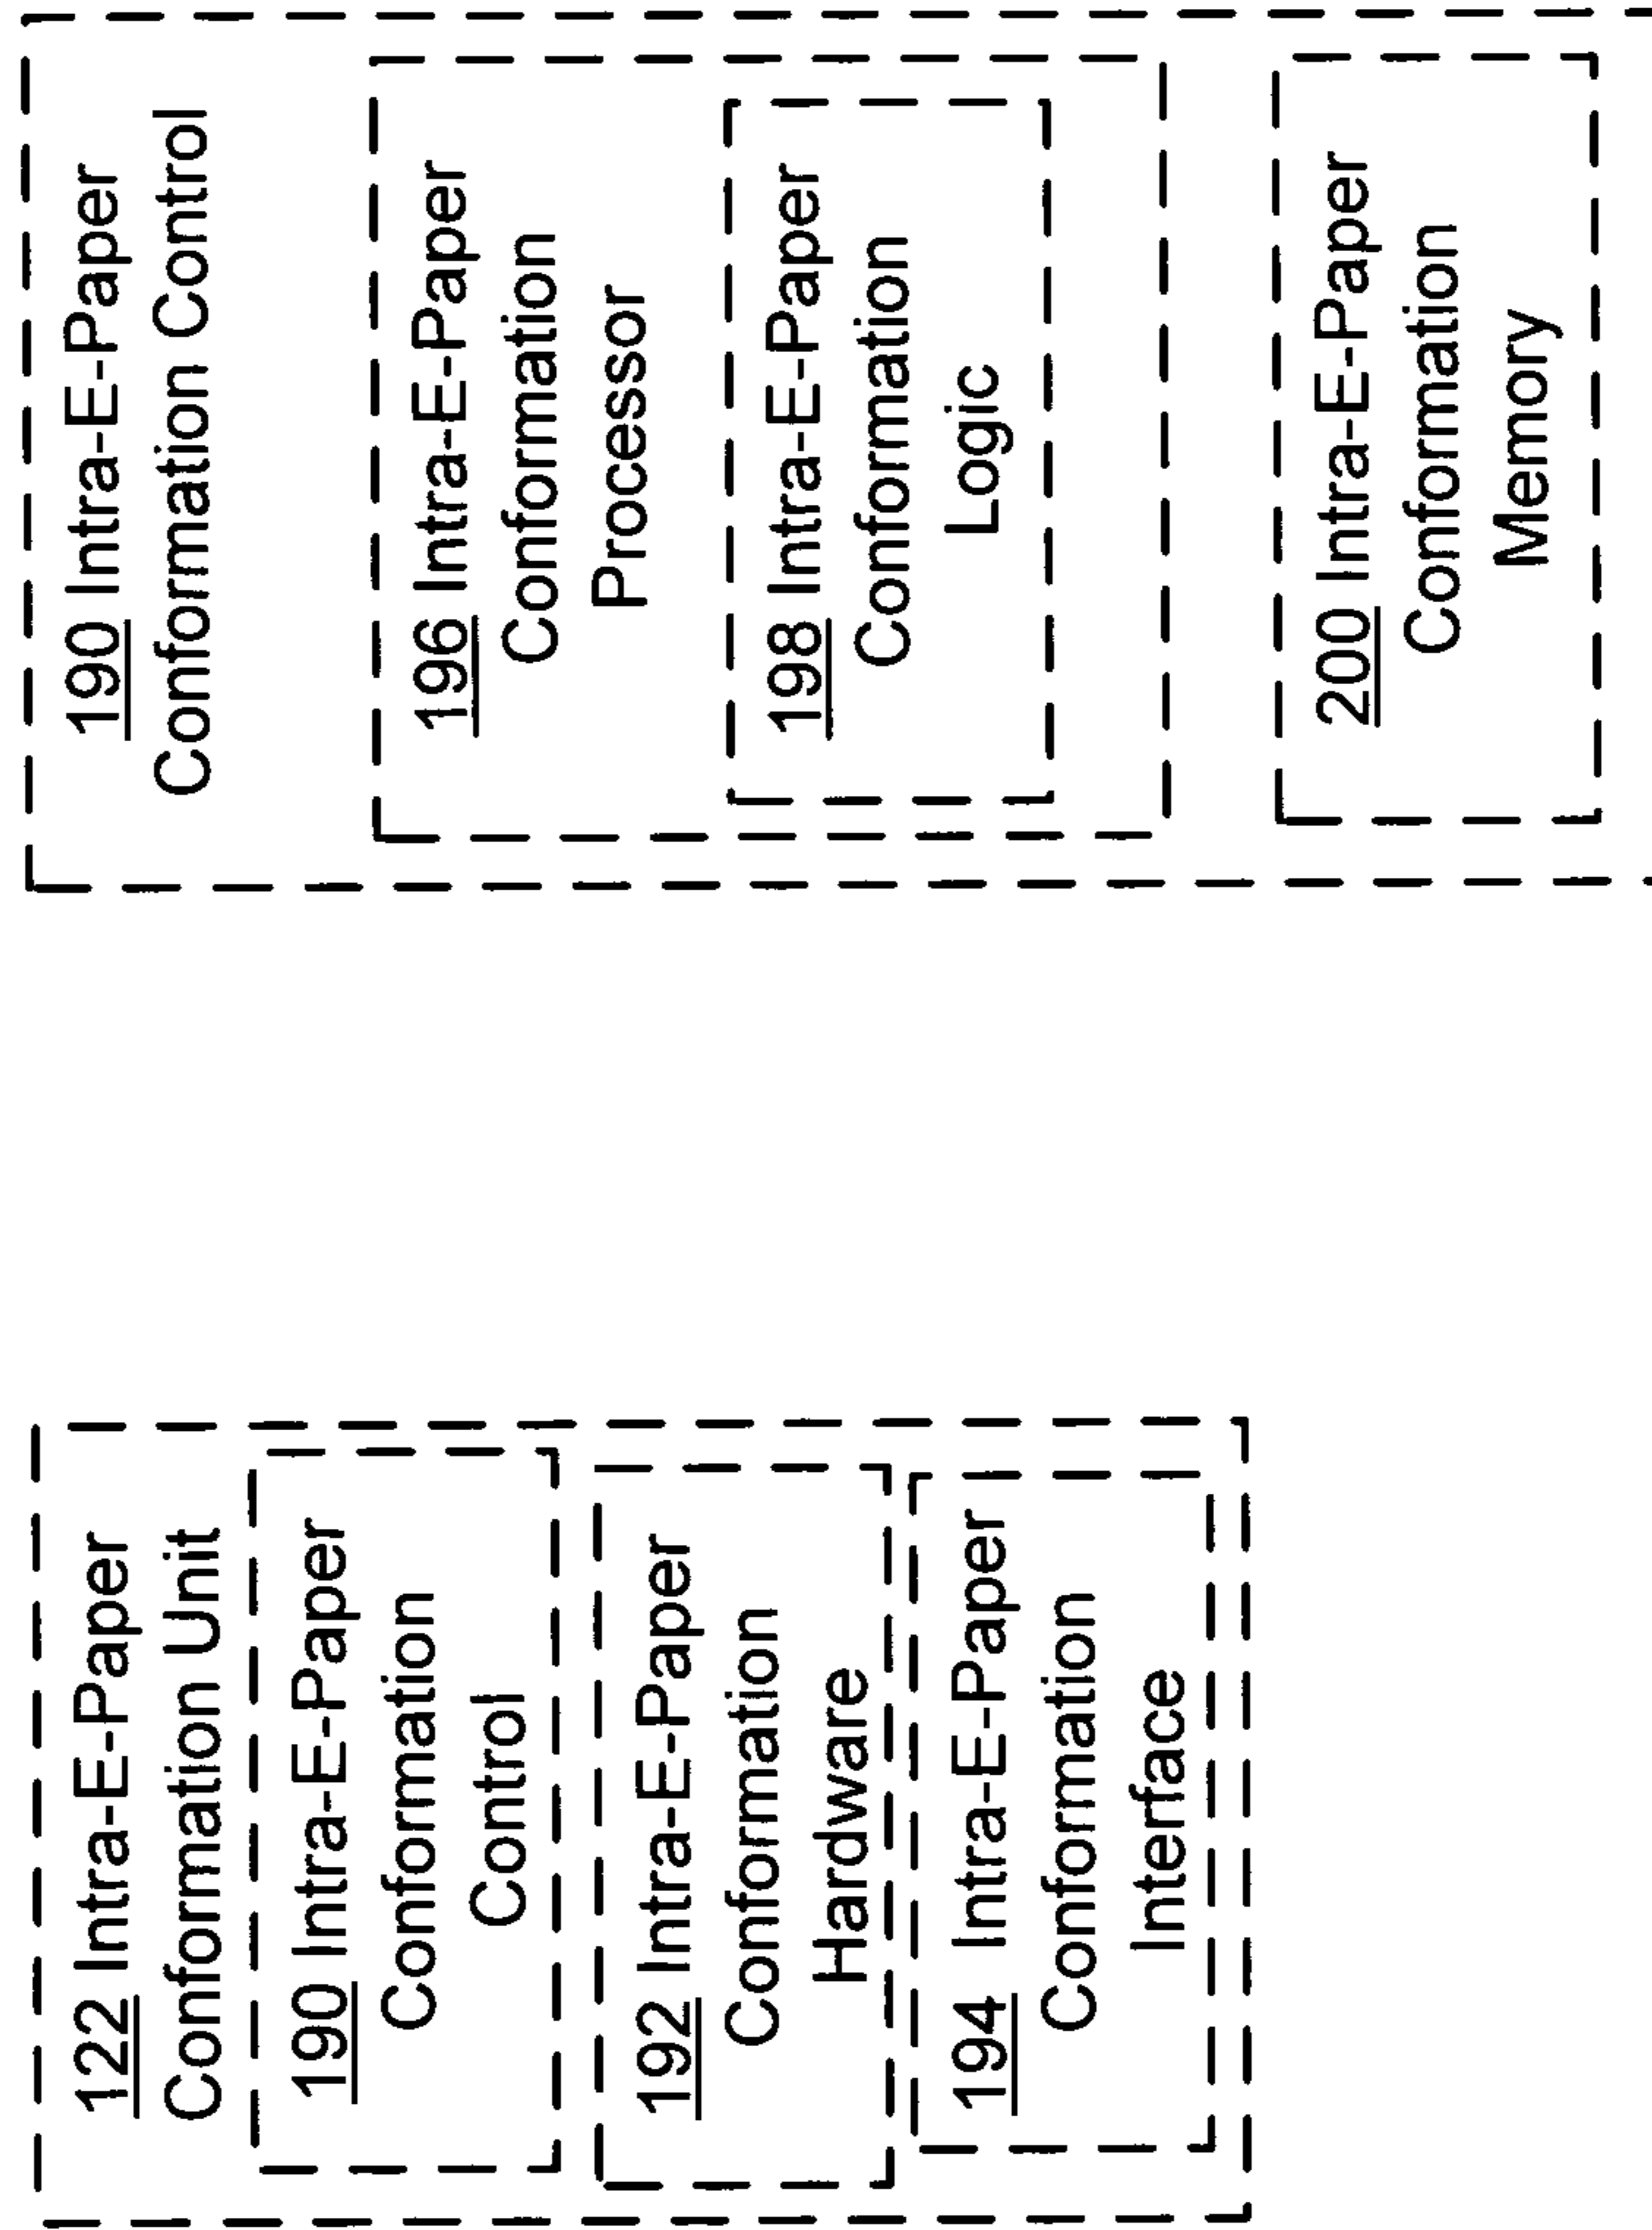 122 Intra-E-Paper
Conformation Unit
190 Intra-E-Paper
Conformation
Control
192 Intra-E-Paper
Conformation
Hardware
194 Intra-E-Paper
Conformation
Interface
190 Intra-E-Paper
Conformation Control
196 Intra-E-Paper
Conformation
Processor
198 Intra-E-Paper
Conformation
Logic
200 Intra-E-Paper
Conformation
Memory